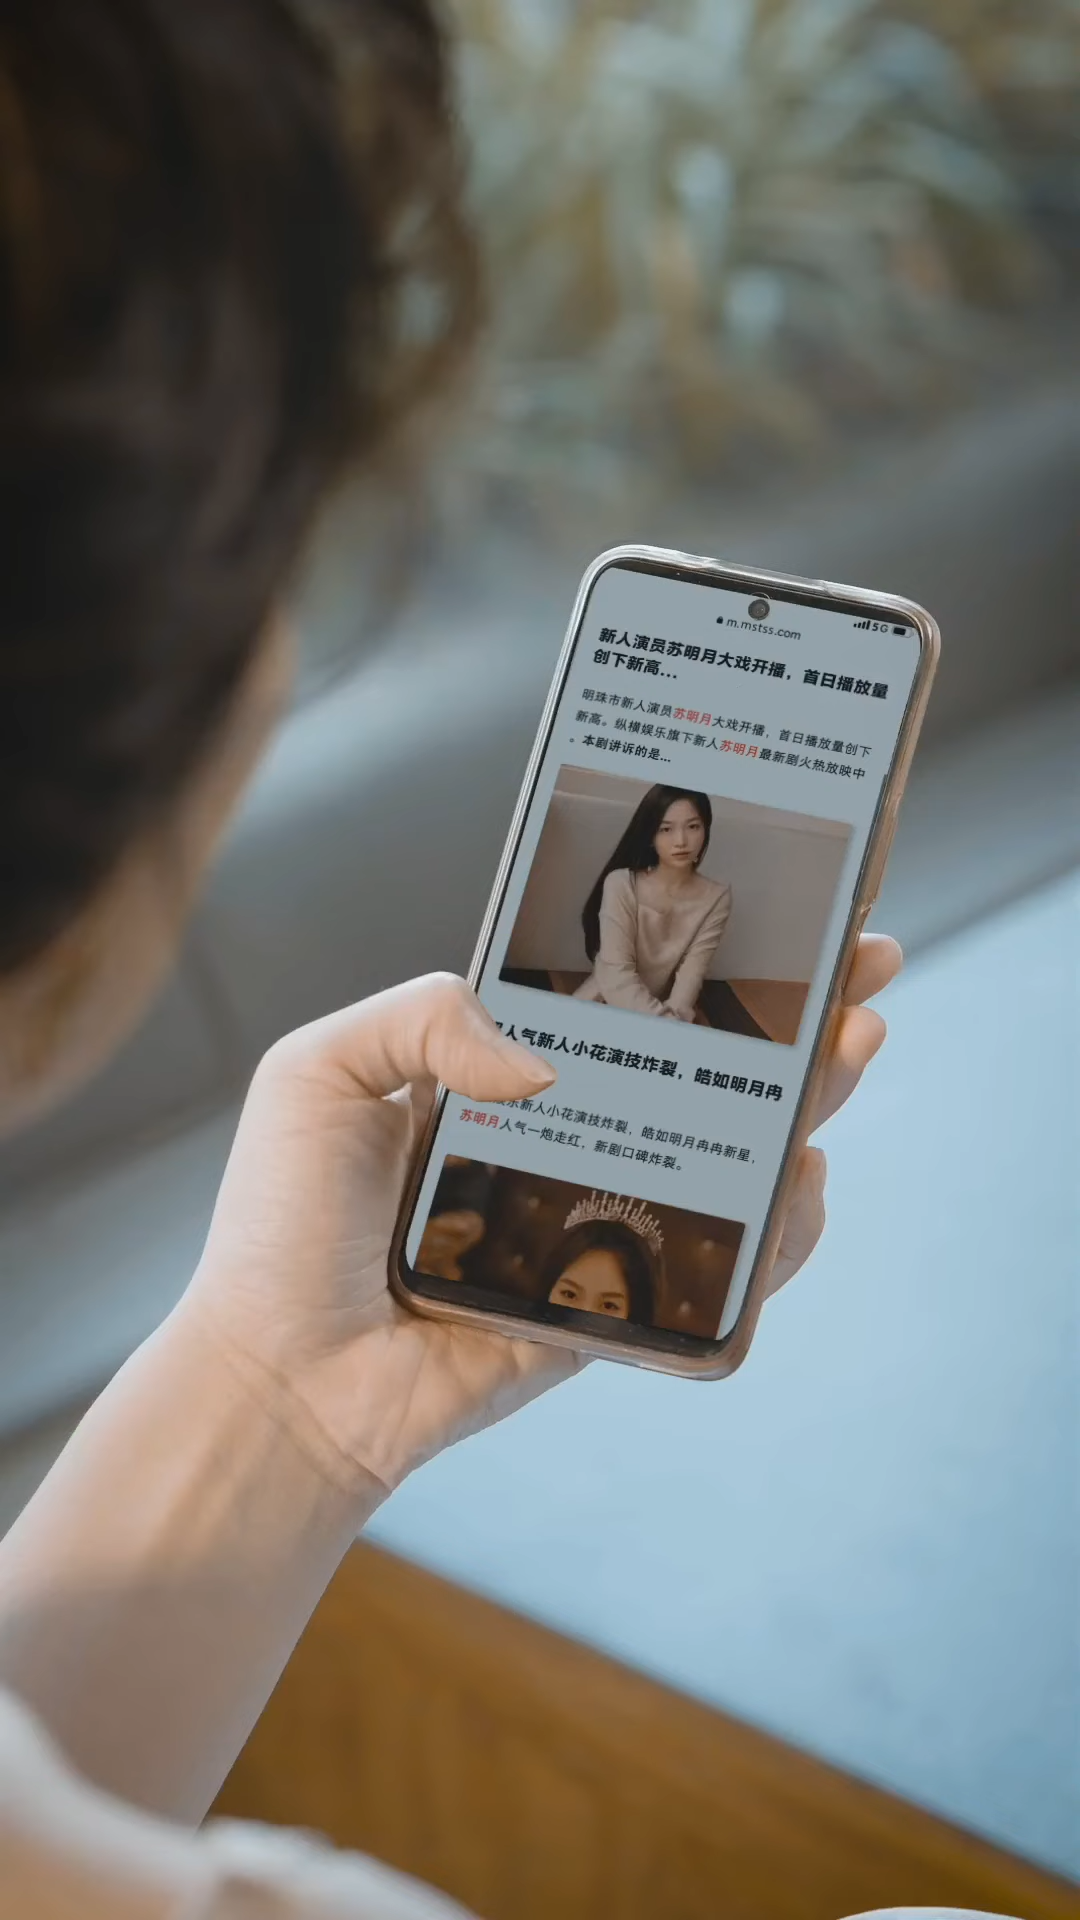 m.mstss.com
5G
新人演员苏明月大戏开播，首日播放量
创下新高...
明珠市新人演员苏明月大戏开播，首日播放量创下
新高。纵横娱乐旗下新人苏明月最新剧火热放映中
。本剧讲诉的是...
人气新人小花演技炸裂，皓如明月冉
乐新人小花演技炸裂，皓如明月冉冉新星，
苏明月人气一炮走红，新剧口碑炸裂。